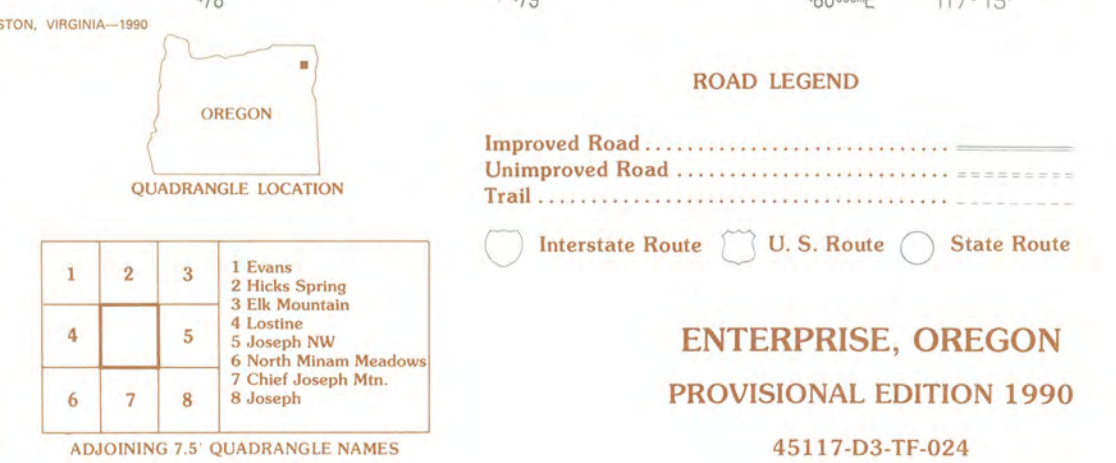 STON, VIRGINIA—1990
OREGON
QUADRANGLE LOCATION
1 2 3
4 5
6 7 8
1 Evans
2 Hicks Spring
3 Elk Mountain
4 Lostine
5 Joseph NW
6 North Minam Meadows
7 Chief Joseph Mtn.
8 Joseph
ADJOINING 7.5' QUADRANGLE NAMES
ROAD LEGEND
Improved Road
Unimproved Road
Trail
Interstate Route U. S. Route State Route
ENTERPRISE, OREGON
PROVISIONAL EDITION 1990
45117-D3-TF-024